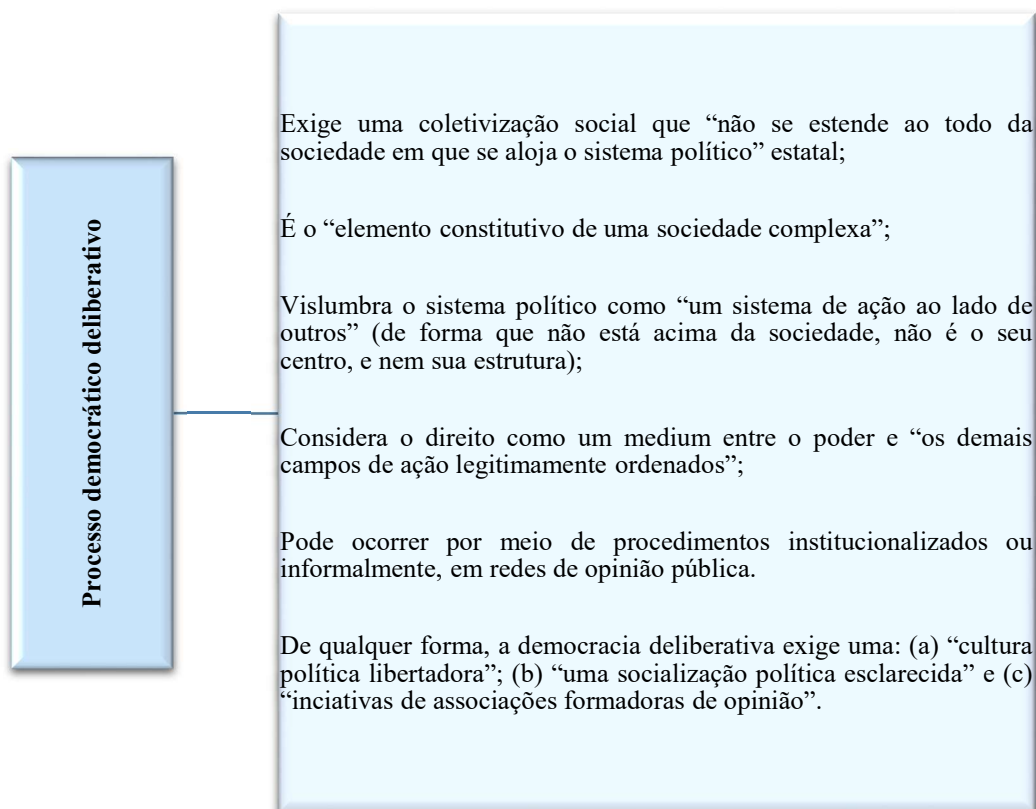 Processo democrático deliberativo
Exige uma coletivização social que “não se estende ao todo da
sociedade em que se aloja o sistema político” estatal;
É o “elemento constitutivo de uma sociedade complexa”;
Vislumbra o sistema político como “um sistema de ação ao lado de
outros” (de forma que não está acima da sociedade, não é o seu
centro, e nem sua estrutura);
Considera o direito como um medium entre o poder e “os demais
campos de ação legitimamente ordenados”;
Pode ocorrer por meio de procedimentos institucionalizados ou
informalmente, em redes de opinião pública.
De qualquer forma, a democracia deliberativa exige uma: (a) “cultura
política libertadora”; (b) “uma socialização política esclarecida” e (c)
“inciativas de associações formadoras de opinião”.